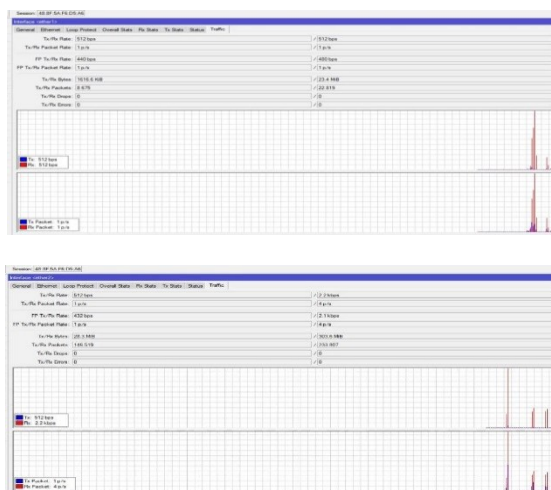 Interface <ether1>
General Ethernet Loop Protect Overall Stats Rx Stats Tx Stats Status Traffic
Tx/Rx Rate: 512 bps / 512 bps
Tx/Rx Packet Rate: 1 p/s / 1 p/s
FP Tx/Rx Rate: 440 bps / 480 bps
FP Tx/Rx Packet Rate: 1 p/s / 1 p/s
Tx/Rx Bytes: / 23.4 MiB
Tx/Rx Packets: / 22 819
Tx/Rx Drops: 0 / 0
Tx/Rx Errors: 0 / 0
Tx: 512 bps
Rx: 512 bps
Tx Packet: 1 p/s
Rx Packet: 1 p/s
General Ethernet Loop Protect Overall Stats Rx Stats Tx Stats Status Traffic
Tx/Rx Rate: 512 bps / 2.2 kbps
Tx/Rx Packet Rate: 1 p/s / 4 p/s
FP Tx/Rx Rate: 432 bps / 2.1 kbps
FP Tx/Rx Packet Rate: 1 p/s / 4 p/s
Tx/Rx Bytes: 28.3 MiB / 303.6 MiB
Tx/Rx Packets:
Tx/Rx Drops: 0 / 0
Tx/Rx Errors: 0 / 0
Tx: 512 bps
Rx: 2.2 kbps
Tx Packet: 1 p/s
Rx Packet: 4 p/s